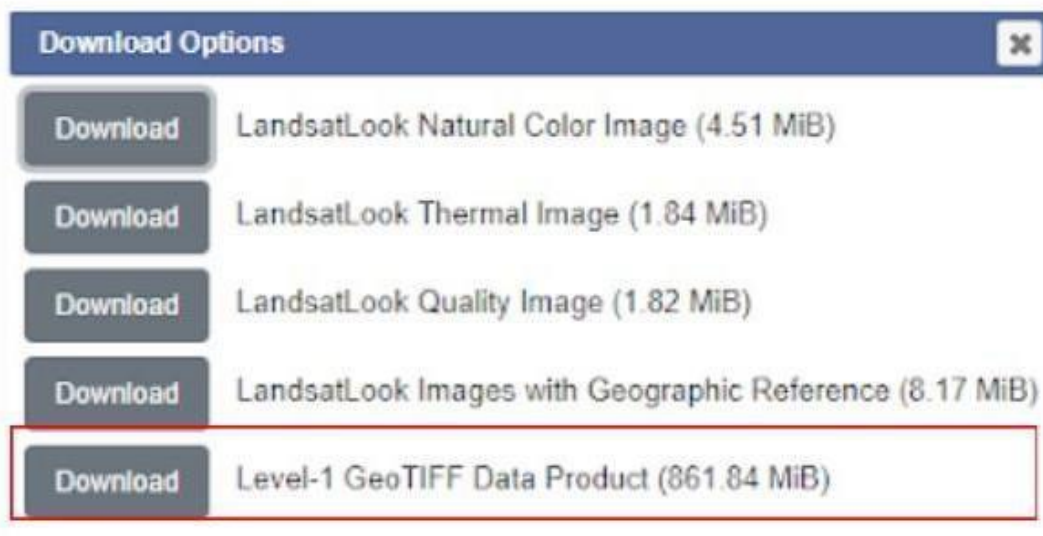 Download Options
Download LandsatLook Natural Color Image (4.51 MiB)
Download LandsatLook Thermal Image (1.84 MiB)
Download LandsatLook Quality Image (1.82 MiB)
Download LandsatLook Images with Geographic Reference (8.17 MiB)
Download Level-1 GeoTIFF Data Product (861.84 MiB)